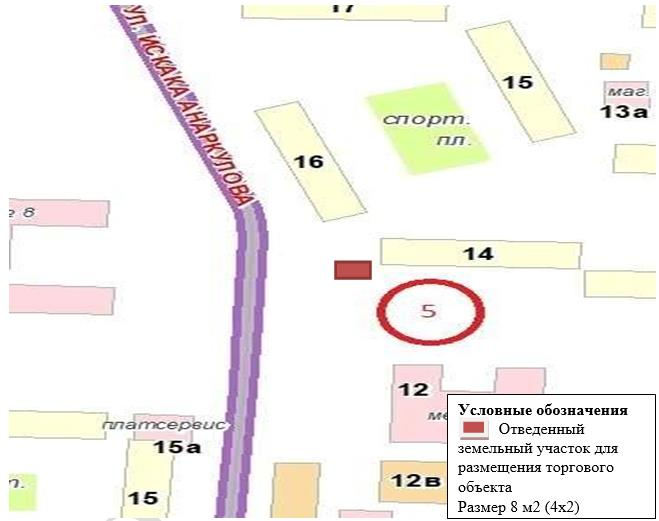 17
УЛ. ИСКАКА АНАРКУЛОВА
15
маг.
13а
спорт.
пл.
16
г 8
14
5
12
ме
платсервис
15а
12в
15
п.
Условные обозначения
Отведенный
земельный участок для
размещения торгового
объекта
Размер 8 м2 (4х2)